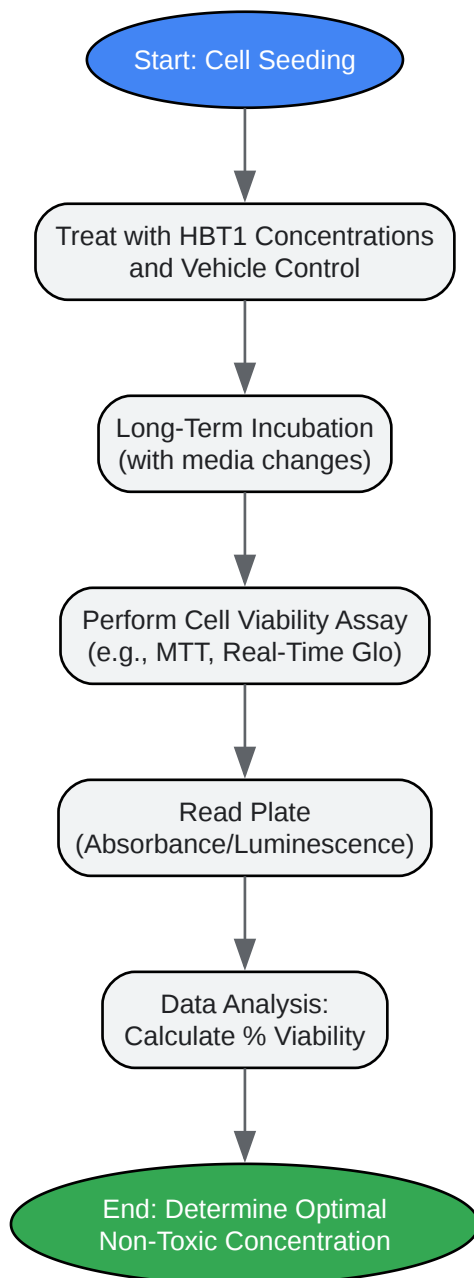 Start: Cell Seeding
Treat with HBT1 Concentrations
and Vehicle Control
Long-Term Incubation
(with media changes)
Perform Cell Viability Assay
(e.g., MTT, Real-Time Glo)
Read Plate
(Absorbance/Luminescence)
Data Analysis:
Calculate % Viability
End: Determine Optimal
Non-Toxic Concentration